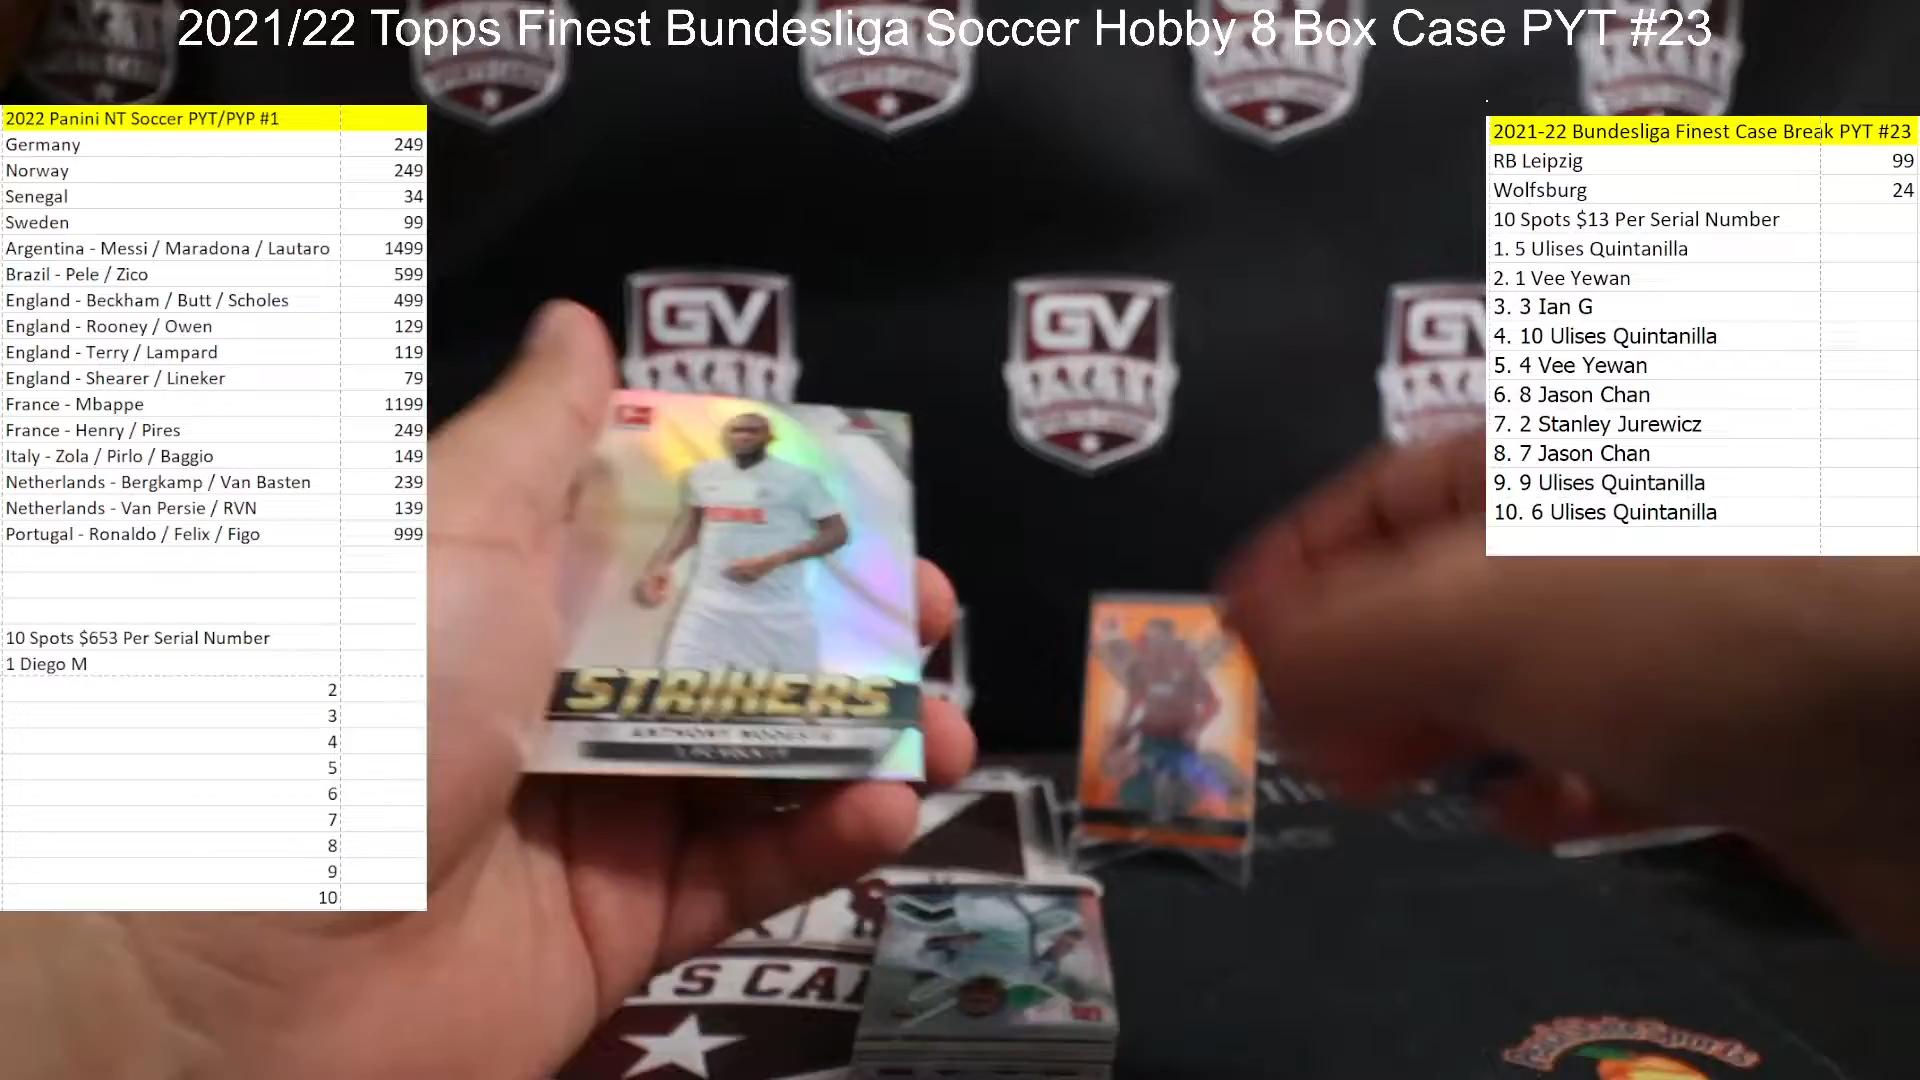 2021/22 Topps Finest Bundesliga Soccer Hobby 8 Box Case PYT #23
2022 Panini NT Soccer PYT/PYP #1
Germany 249
Norway 249
Senegal 34
Sweden 99
Argentina - Messi / Maradona / Lautaro 1499
Brazil - Pele / Zico 599
England - Beckham / Butt / Scholes 499
England - Rooney / Owen 129
England - Terry / Lampard 119
England - Shearer / Lineker 79
France - Mbappe 1199
France - Henry / Pires 249
Italy - Zola / Pirlo / Baggio 149
Netherlands - Bergkamp / Van Basten 239
Netherlands - Van Persie / RVN 139
Portugal - Ronaldo / Felix / Figo 999
10 Spots $653 Per Serial Number
1 Diego M
2
3
4
5
6
7
8
9
10
2021-22 Bundesliga Finest Case Break PYT #23
RB Leipzig 99
Wolfsburg 24
10 Spots $13 Per Serial Number
1. 5 Ulises Quintanilla
2. 1 Vee Yewan
3. 3 Ian G
4. 10 Ulises Quintanilla
5. 4 Vee Yewan
6. 8 Jason Chan
7. 2 Stanley Jurewicz
8. 7 Jason Chan
9. 9 Ulises Quintanilla
10. 6 Ulises Quintanilla
GV
GV
GV
STRIKERS
ANTHONY MODESTE